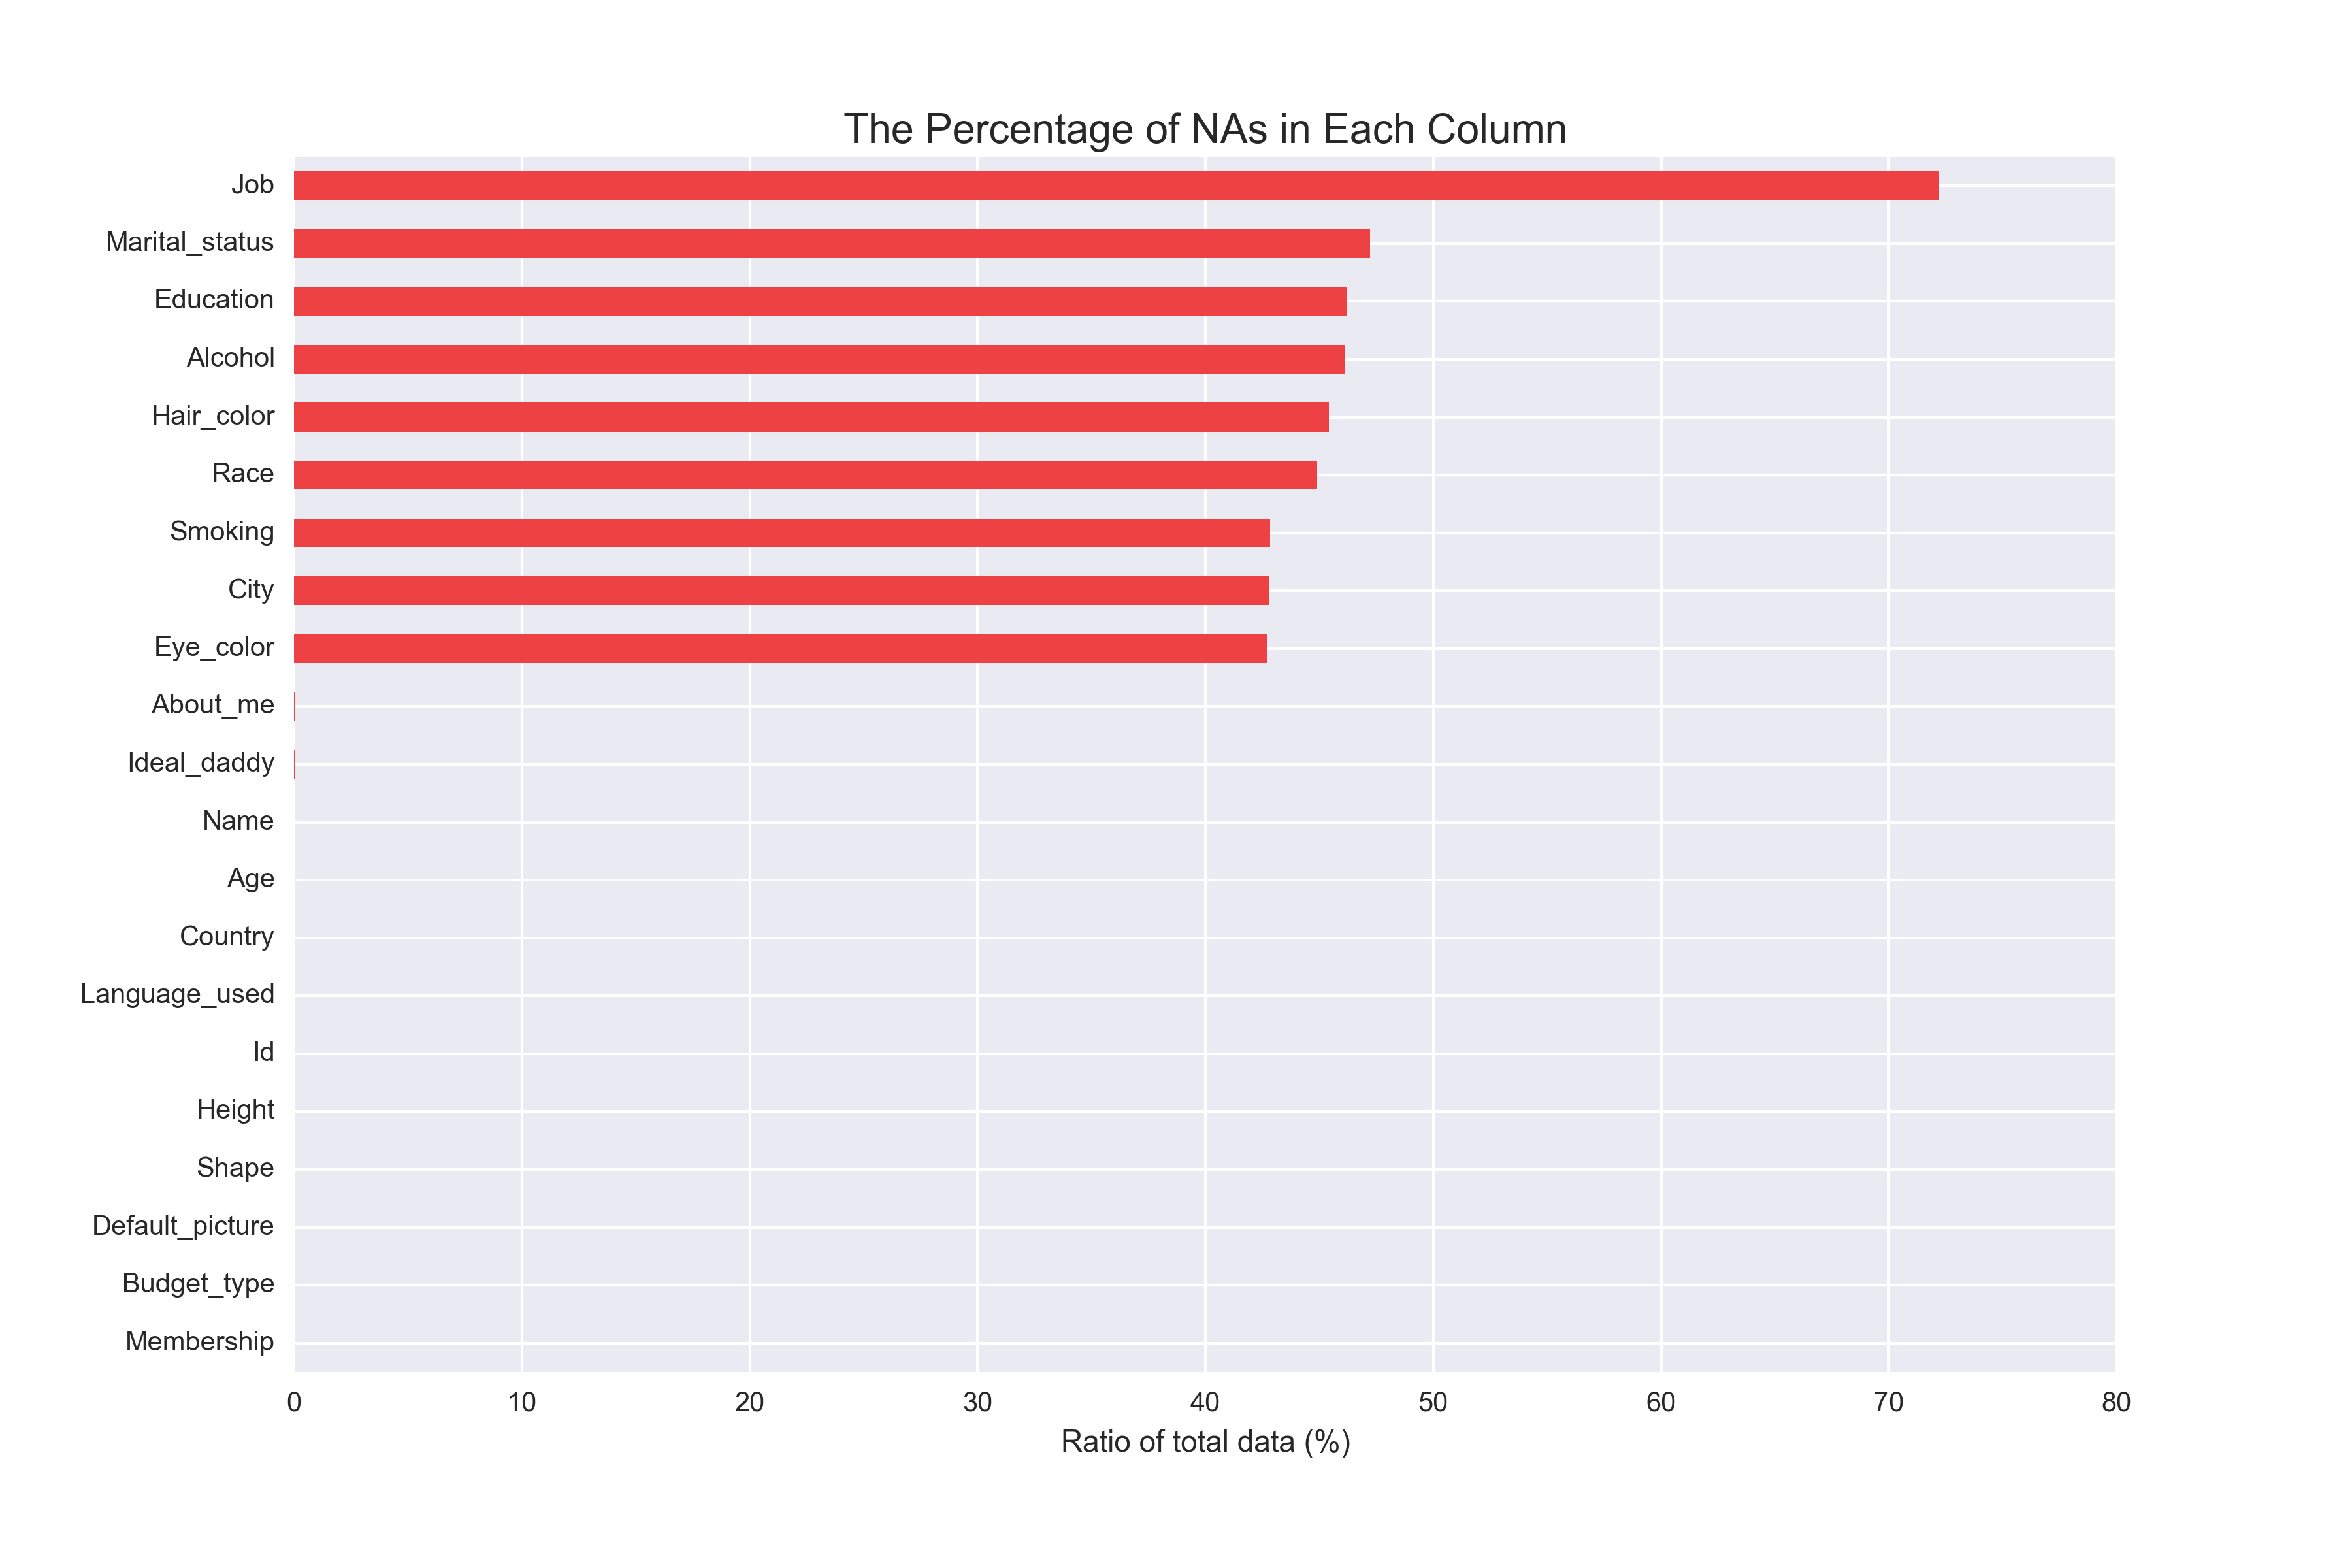 The Percentage of NAs in Each Column
Job
Marital_status
Education
Alcohol
Hair_color
Race
Smoking
City
Eye_color
About_me
Ideal_daddy
Name
Age
Country
Language_used
Id
Height
Shape
Default_picture
Budget_type
Membership
0 10 20 30 40 50 60 70 80
Ratio of total data (%)